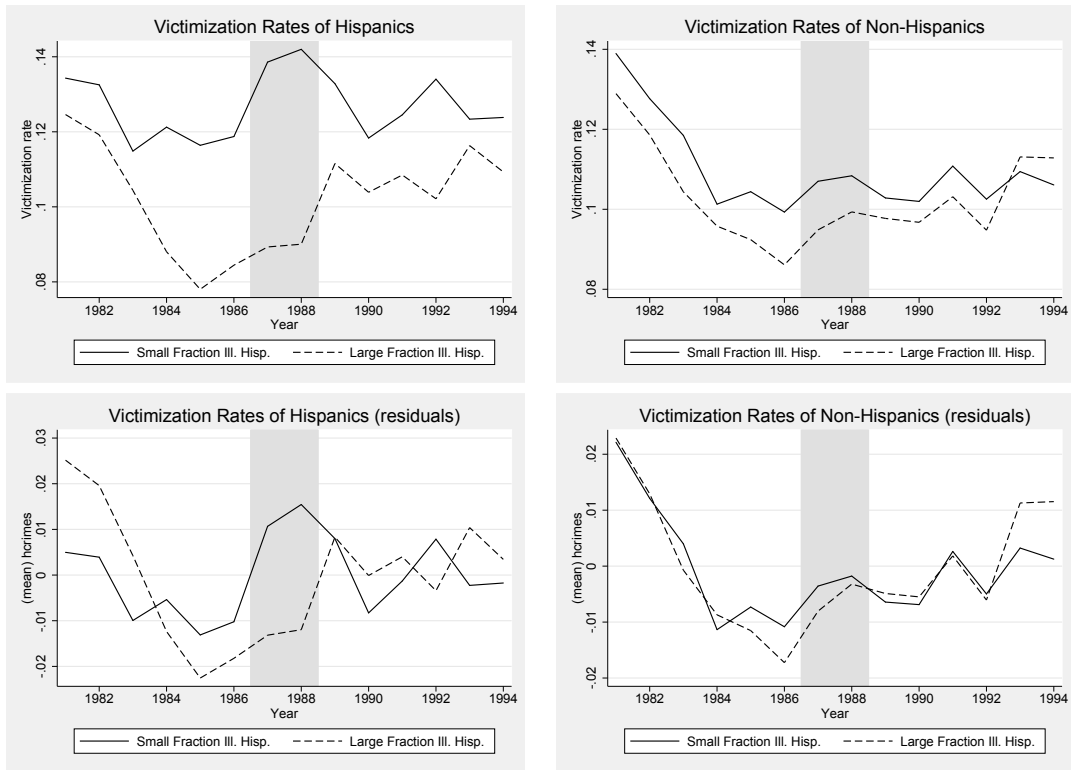 Victimization Rates of Hispanics
Victimization rate
.14
.12
.1
.08
1982 1984 1986 1988 1990 1992 1994
Year
Small Fraction Ill. Hisp. Large Fraction Ill. Hisp.
Victimization Rates of Non-Hispanics
Victimization rate
.14
.12
.1
.08
1982 1984 1986 1988 1990 1992 1994
Year
Small Fraction Ill. Hisp. Large Fraction Ill. Hisp.
Victimization Rates of Hispanics (residuals)
(mean) hcrimes
.03
.02
.01
0
-.01
-.02
1982 1984 1986 1988 1990 1992 1994
Year
Small Fraction Ill. Hisp. Large Fraction Ill. Hisp.
Victimization Rates of Non-Hispanics (residuals)
(mean) hcrimes
.02
.01
0
-.01
-.02
1982 1984 1986 1988 1990 1992 1994
Year
Small Fraction Ill. Hisp. Large Fraction Ill. Hisp.